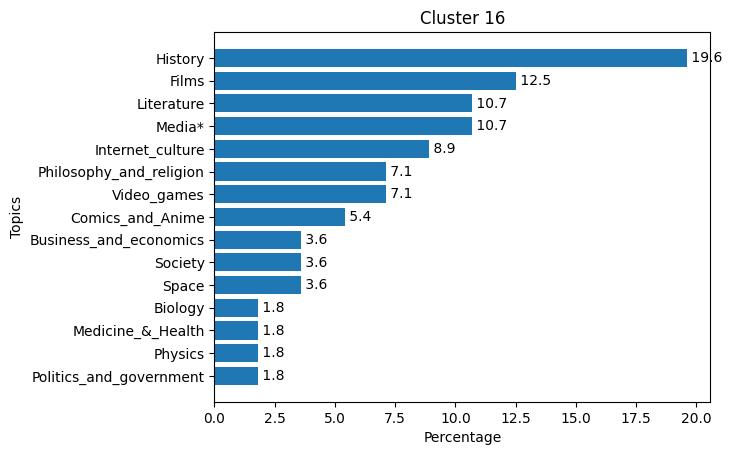 Cluster 16
Topics
History 19.6
Films 12.5
Literature 10.7
Media* 10.7
Internet_culture 8.9
Philosophy_and_religion 7.1
Video_games 7.1
Comics_and_Anime 5.4
Business_and_economics 3.6
Society 3.6
Space 3.6
Biology 1.8
Medicine_&_Health 1.8
Physics 1.8
Politics_and_government 1.8
0.0 2.5 5.0 7.5 10.0 12.5 15.0 17.5 20.0
Percentage